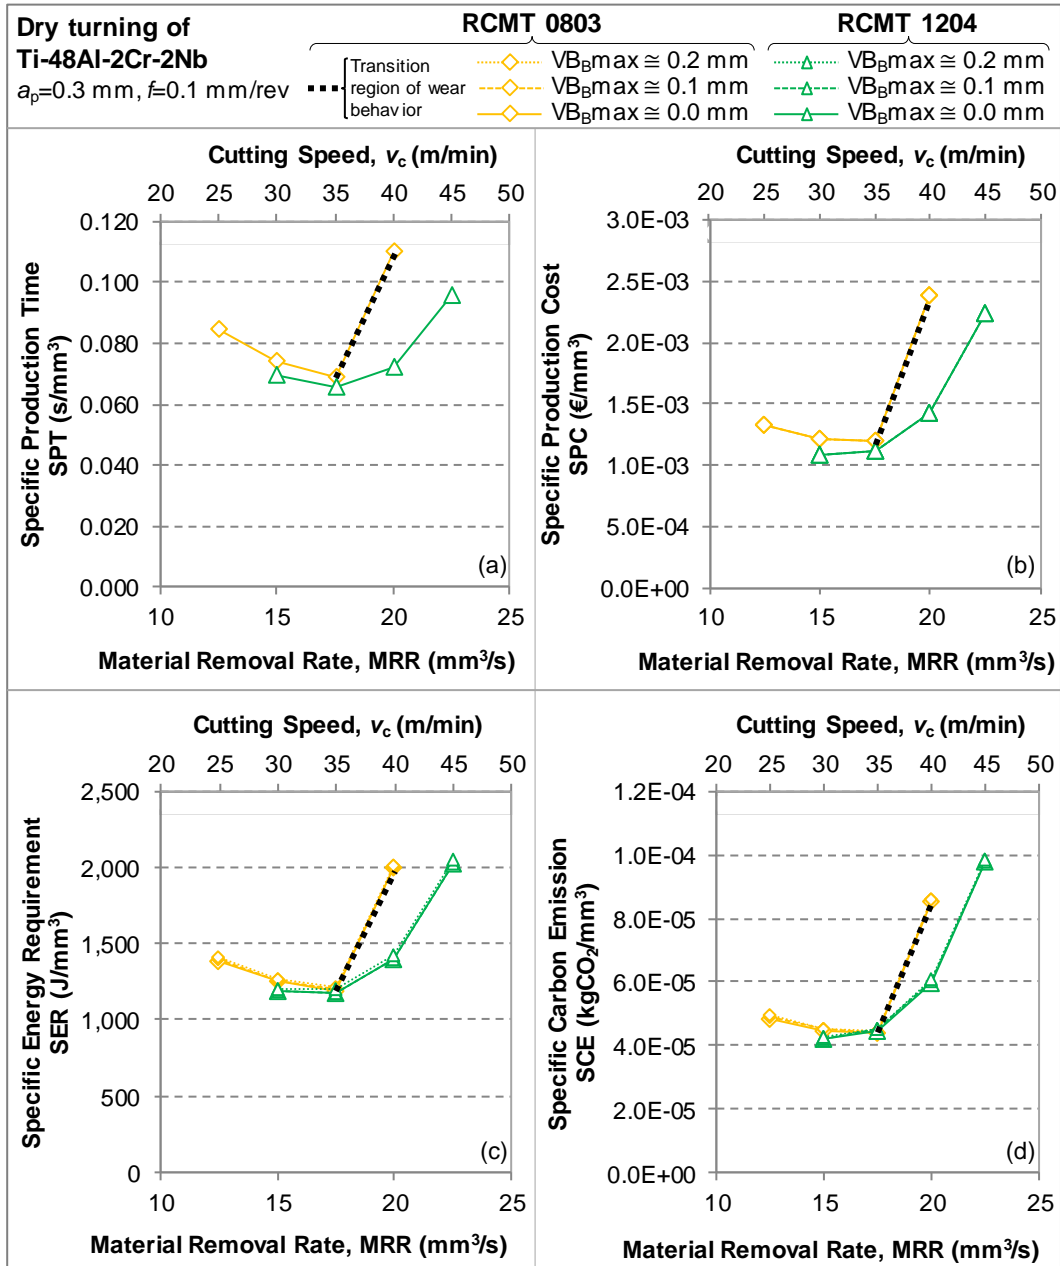 Dry turning of
Ti-48Al-2Cr-2Nb
aₚ=0.3 mm, f=0.1 mm/rev
Transition
region of wear
behavior
RCMT 0803
VB_Bmax ≅ 0.2 mm
VB_Bmax ≅ 0.1 mm
VB_Bmax ≅ 0.0 mm
RCMT 1204
VB_Bmax ≅ 0.2 mm
VB_Bmax ≅ 0.1 mm
VB_Bmax ≅ 0.0 mm
Cutting Speed, v_c (m/min)
20 25 30 35 40 45 50
Specific Production Time
SPT (s/mm³)
0.120
0.100
0.080
0.060
0.040
0.020
0.000
(a)
10 15 20 25
Material Removal Rate, MRR (mm³/s)
Cutting Speed, v_c (m/min)
20 25 30 35 40 45 50
Specific Production Cost
SPC (€/mm³)
3.0E-03
2.5E-03
2.0E-03
1.5E-03
1.0E-03
5.0E-04
0.0E+00
(b)
10 15 20 25
Material Removal Rate, MRR (mm³/s)
Cutting Speed, v_c (m/min)
20 25 30 35 40 45 50
Specific Energy Requirement
SER (J/mm³)
2,500
2,000
1,500
1,000
500
0
(c)
10 15 20 25
Material Removal Rate, MRR (mm³/s)
Cutting Speed, v_c (m/min)
20 25 30 35 40 45 50
Specific Carbon Emission
SCE (kgCO₂/mm³)
1.2E-04
1.0E-04
8.0E-05
6.0E-05
4.0E-05
2.0E-05
0.0E+00
(d)
10 15 20 25
Material Removal Rate, MRR (mm³/s)